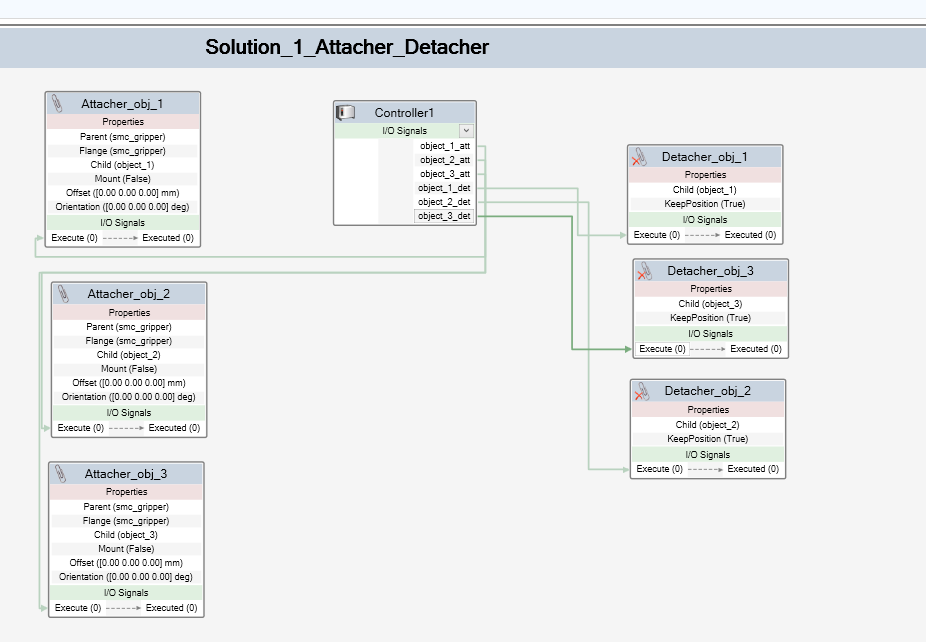 Solution_1_Attacher_Detacher
Attacher_obj_1
Properties
Parent (smc_gripper)
Flange (smc_gripper)
Child (object_1)
Mount (False)
Offset ([0.00 0.00 0.00] mm)
Orientation ([0.00 0.00 0.00] deg)
I/O Signals
Execute (0) Executed (0)
Attacher_obj_2
Properties
Parent (smc_gripper)
Flange (smc_gripper)
Child (object_2)
Mount (False)
Offset ([0.00 0.00 0.00] mm)
Orientation ([0.00 0.00 0.00] deg)
I/O Signals
Execute (0) Executed (0)
Attacher_obj_3
Properties
Parent (smc_gripper)
Flange (smc_gripper)
Child (object_3)
Mount (False)
Offset ([0.00 0.00 0.00] mm)
Orientation ([0.00 0.00 0.00] deg)
I/O Signals
Execute (0) Executed (0)
Controller1
I/O Signals
object_1_att
object_2_att
object_3_att
object_1_det
object_2_det
object_3_det
Detacher_obj_1
Properties
Child (object_1)
KeepPosition (True)
I/O Signals
Execute (0) Executed (0)
Detacher_obj_3
Properties
Child (object_3)
KeepPosition (True)
I/O Signals
Execute (0) Executed (0)
Detacher_obj_2
Properties
Child (object_2)
KeepPosition (True)
I/O Signals
Execute (0) Executed (0)